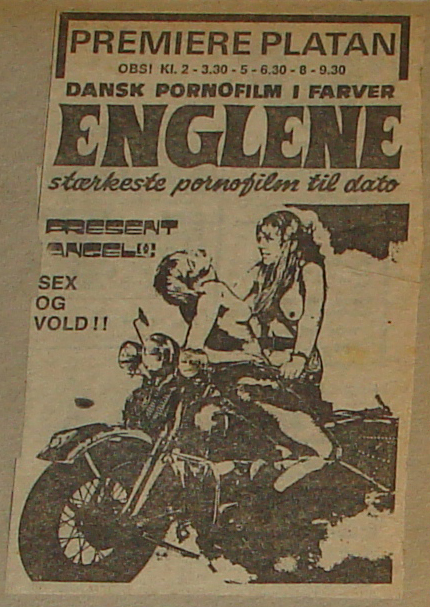 PREMIERE PLATAN
OBS! Kl. 2 - 3.30 - 5 - 6.30 - 8 - 9.30
DANSK PORNOFILM I FARVER
ENGLENE
stærkeste pornofilm til dato
PRESENT
SEX
OG
VOLD!!